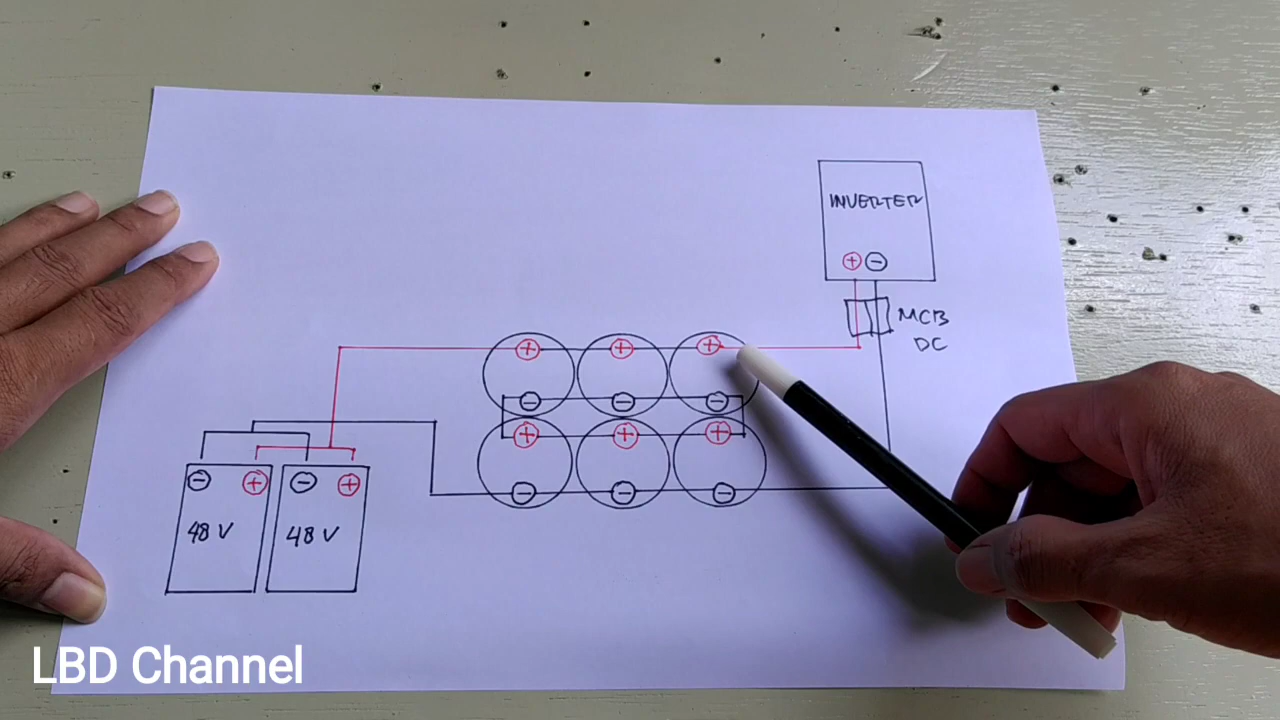 INVERTER
+ −
MCB
DC
+ + +
− − −
+ + +
− − −
− + − +
48 V 48 V
LBD Channel